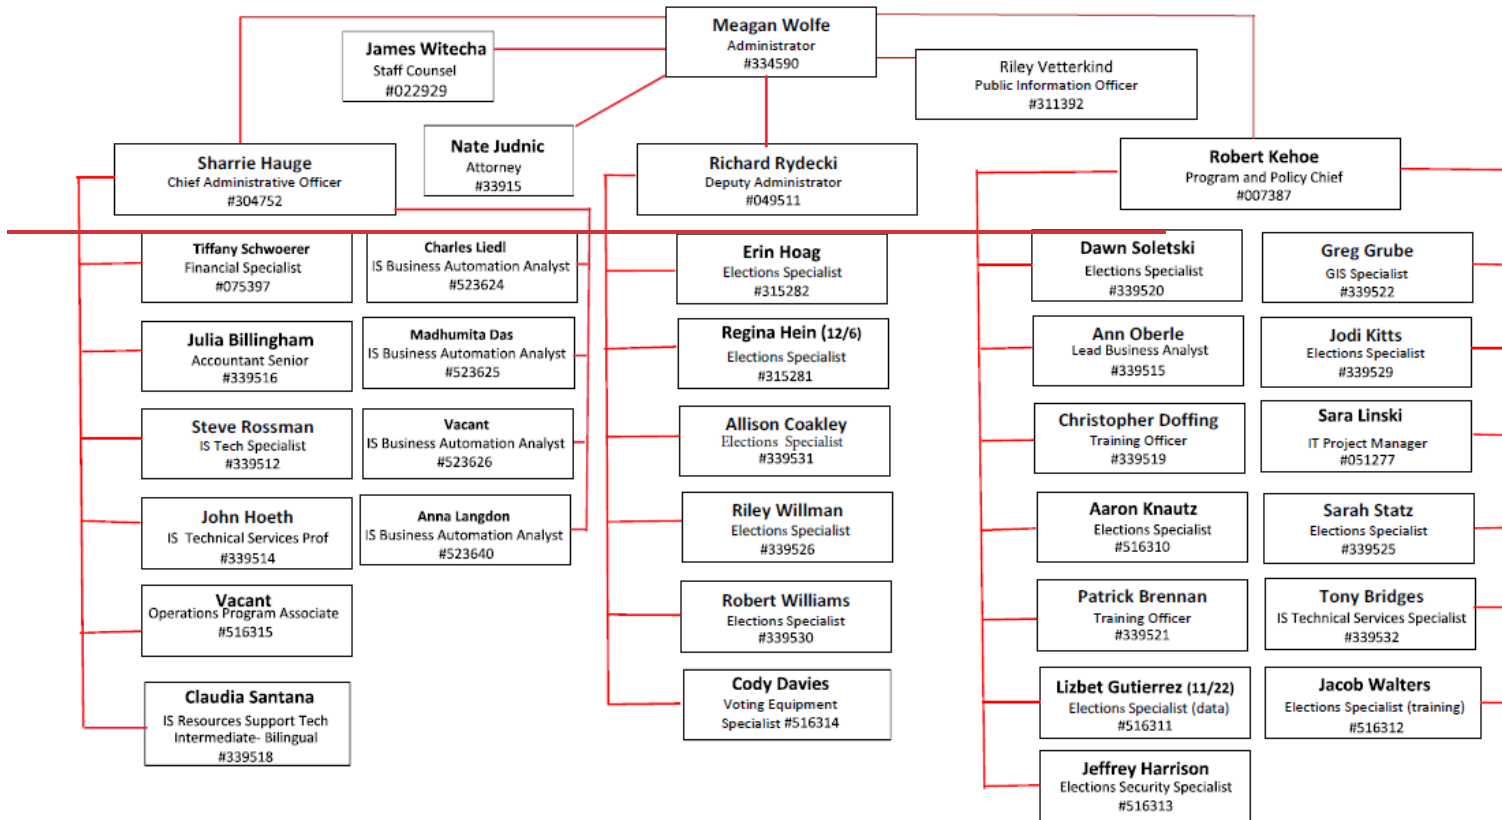 Meagan Wolfe
Administrator
#334590
James Witecha
Staff Counsel
#022929
Riley Vetterkind
Public Information Officer
#311392
Nate Judnic
Attorney
#33915
Sharrie Hauge
Chief Administrative Officer
#304752
Richard Rydecki
Deputy Administrator
#049511
Robert Kehoe
Program and Policy Chief
#007387
Tiffany Schwoerer
Financial Specialist
#075397
Julia Billingham
Accountant Senior
#339516
Steve Rossman
IS Tech Specialist
#339512
John Hoeth
IS Technical Services Prof
#339514
Vacant
Operations Program Associate
#516315
Claudia Santana
IS Resources Support Tech
Intermediate- Bilingual
#339518
Charles Liedl
IS Business Automation Analyst
#523624
Madhumita Das
IS Business Automation Analyst
#523625
Vacant
IS Business Automation Analyst
#523626
Anna Langdon
IS Business Automation Analyst
#523640
Erin Hoag
Elections Specialist
#315282
Regina Hein (12/6)
Elections Specialist
#315281
Allison Coakley
Elections Specialist
#339531
Riley Willman
Elections Specialist
#339526
Robert Williams
Elections Specialist
#339530
Cody Davies
Voting Equipment
Specialist #516314
Dawn Soletski
Elections Specialist
#339520
Ann Oberle
Lead Business Analyst
#339515
Christopher Doffing
Training Officer
#339519
Aaron Knautz
Elections Specialist
#516310
Patrick Brennan
Training Officer
#339521
Lizbet Gutierrez (11/22)
Elections Specialist (data)
#516311
Jeffrey Harrison
Elections Security Specialist
#516313
Greg Grube
GIS Specialist
#339522
Jodi Kitts
Elections Specialist
#339529
Sara Linski
IT Project Manager
#051277
Sarah Statz
Elections Specialist
#339525
Tony Bridges
IS Technical Services Specialist
#339532
Jacob Walters
Elections Specialist (training)
#516312